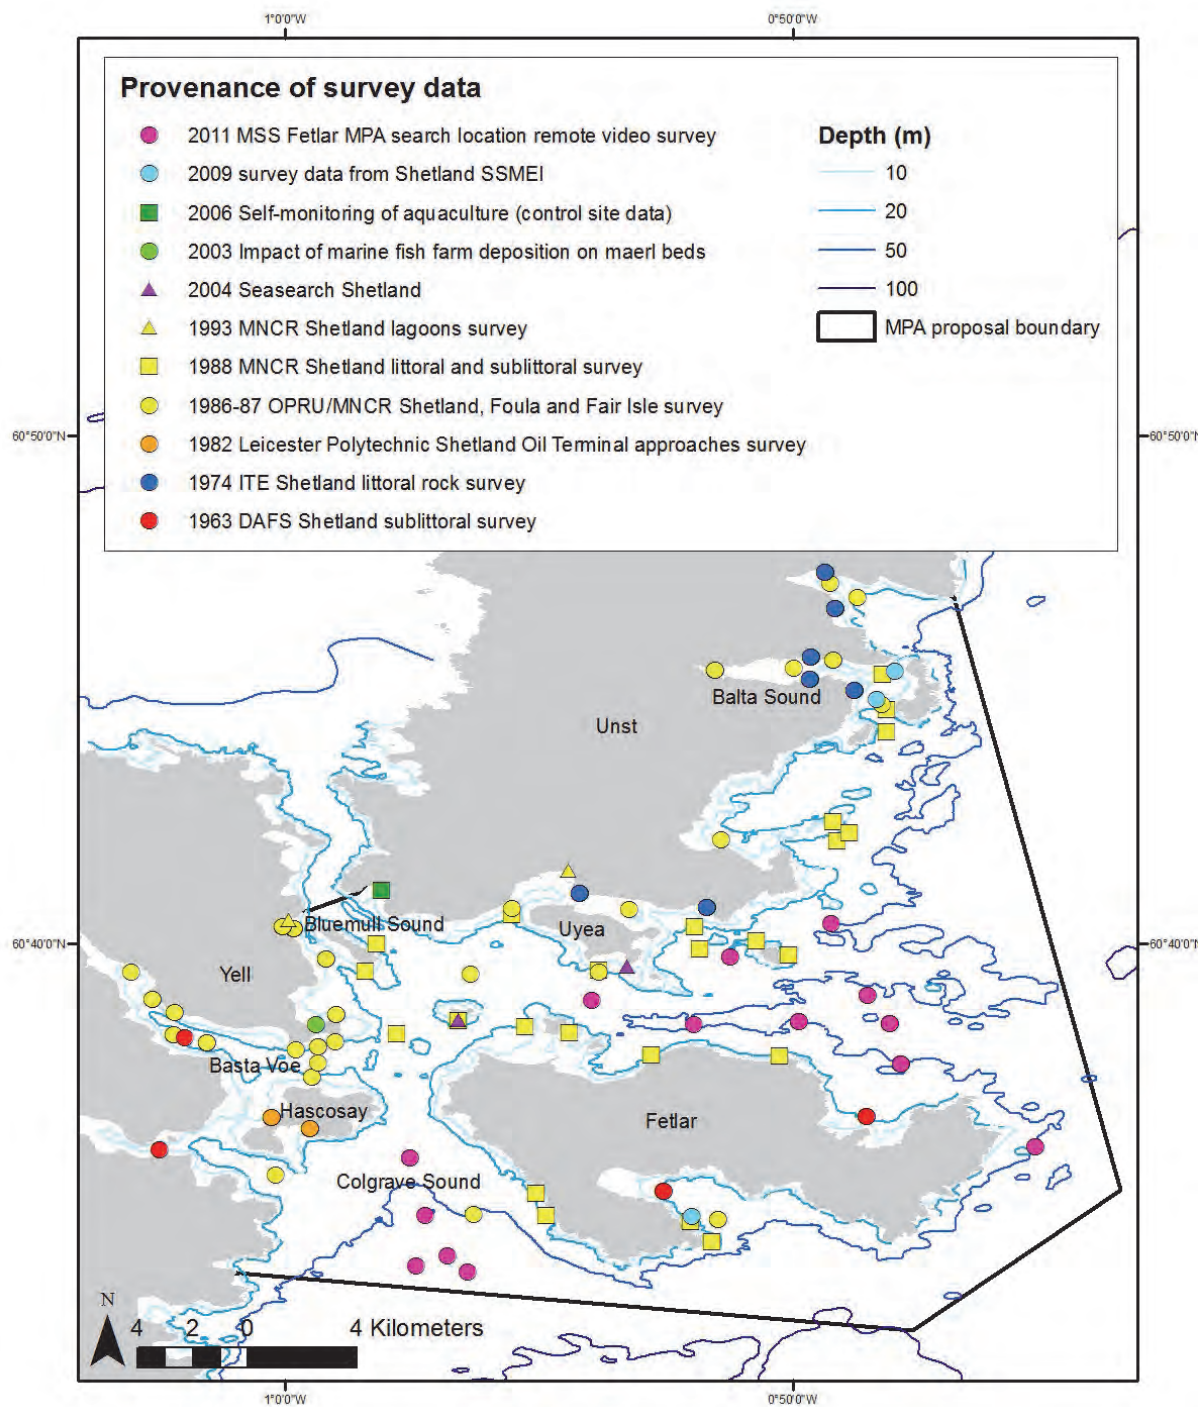 1°0'0"W 0°50'0"W
Provenance of survey data
2011 MSS Fetlar MPA search location remote video survey
2009 survey data from Shetland SSMEI
2006 Self-monitoring of aquaculture (control site data)
2003 Impact of marine fish farm deposition on maerl beds
2004 Seasearch Shetland
1993 MNCR Shetland lagoons survey
1988 MNCR Shetland littoral and sublittoral survey
1986-87 OPRU/MNCR Shetland, Foula and Fair Isle survey
1982 Leicester Polytechnic Shetland Oil Terminal approaches survey
1974 ITE Shetland littoral rock survey
1963 DAFS Shetland sublittoral survey
Depth (m)
10
20
50
100
MPA proposal boundary
60°50'0"N 60°50'0"N
Balta Sound
Unst
Bluemull Sound
Uyea
60°40'0"N 60°40'0"N
Yell
Basta Voe
Hascosay
Fetlar
Colgrave Sound
N
4 2 0 4 Kilometers
1°0'0"W 0°50'0"W